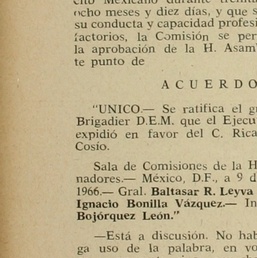 cito Mexicano durante
ocho meses y diez días, y que s
su conducta y capacidad profesi
factorios, la Comisión se per
la aprobación de la H. Asam
te punto de
ACUERDO
"UNICO.— Se ratifica el g
Brigadier D.E.M. que el Ejecu
expidió en favor del C. Rica
Cosío.
Sala de Comisiones de la H
nadores.— México, D.F., a 9 d
1966.— Gral. Baltasar R. Leyva
Ignacio Bonilla Vázquez.— In
Bojórquez León."
—Está a discusión. No hab
ga uso de la palabra, en vo